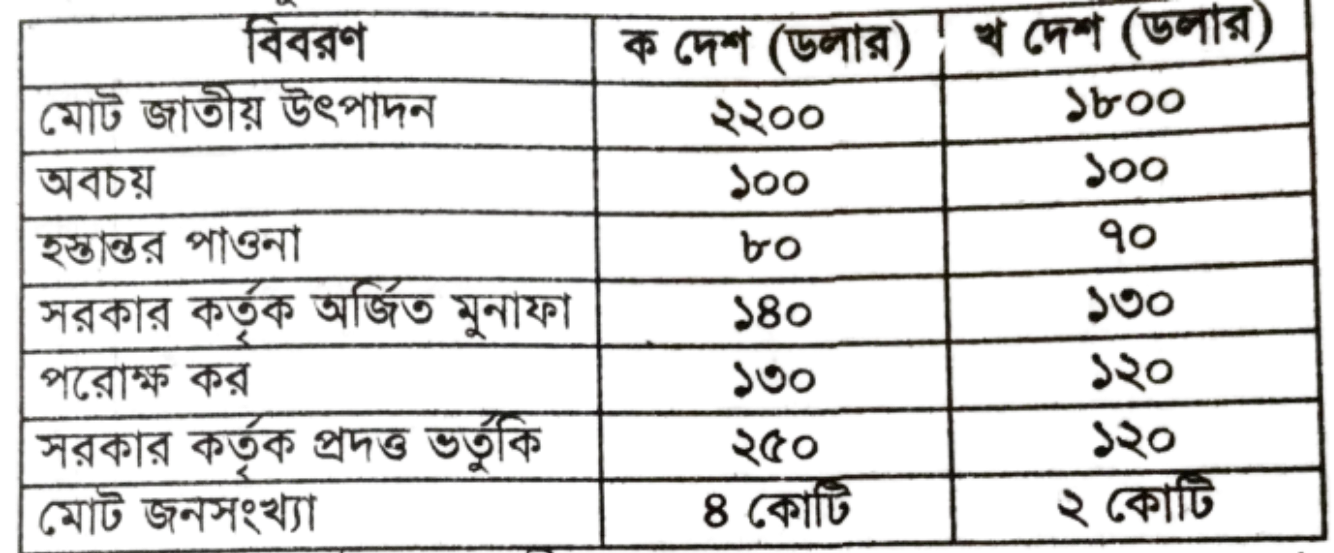 বিবরণ ক দেশ (ডলার) খ দেশ (ডলার)
মোট জাতীয় উৎপাদন ২২০০ ১৮০০
অবচয় ১০০ ১০০
হস্তান্তর পাওনা ৮০ ৭০
সরকার কর্তৃক অর্জিত মুনাফা ১৪০ ১৩০
পরোক্ষ কর ১৩০ ১২০
সরকার কর্তৃক প্রদত্ত ভর্তুকি ২৫০ ১২০
মোট জনসংখ্যা ৪ কোটি ২ কোটি